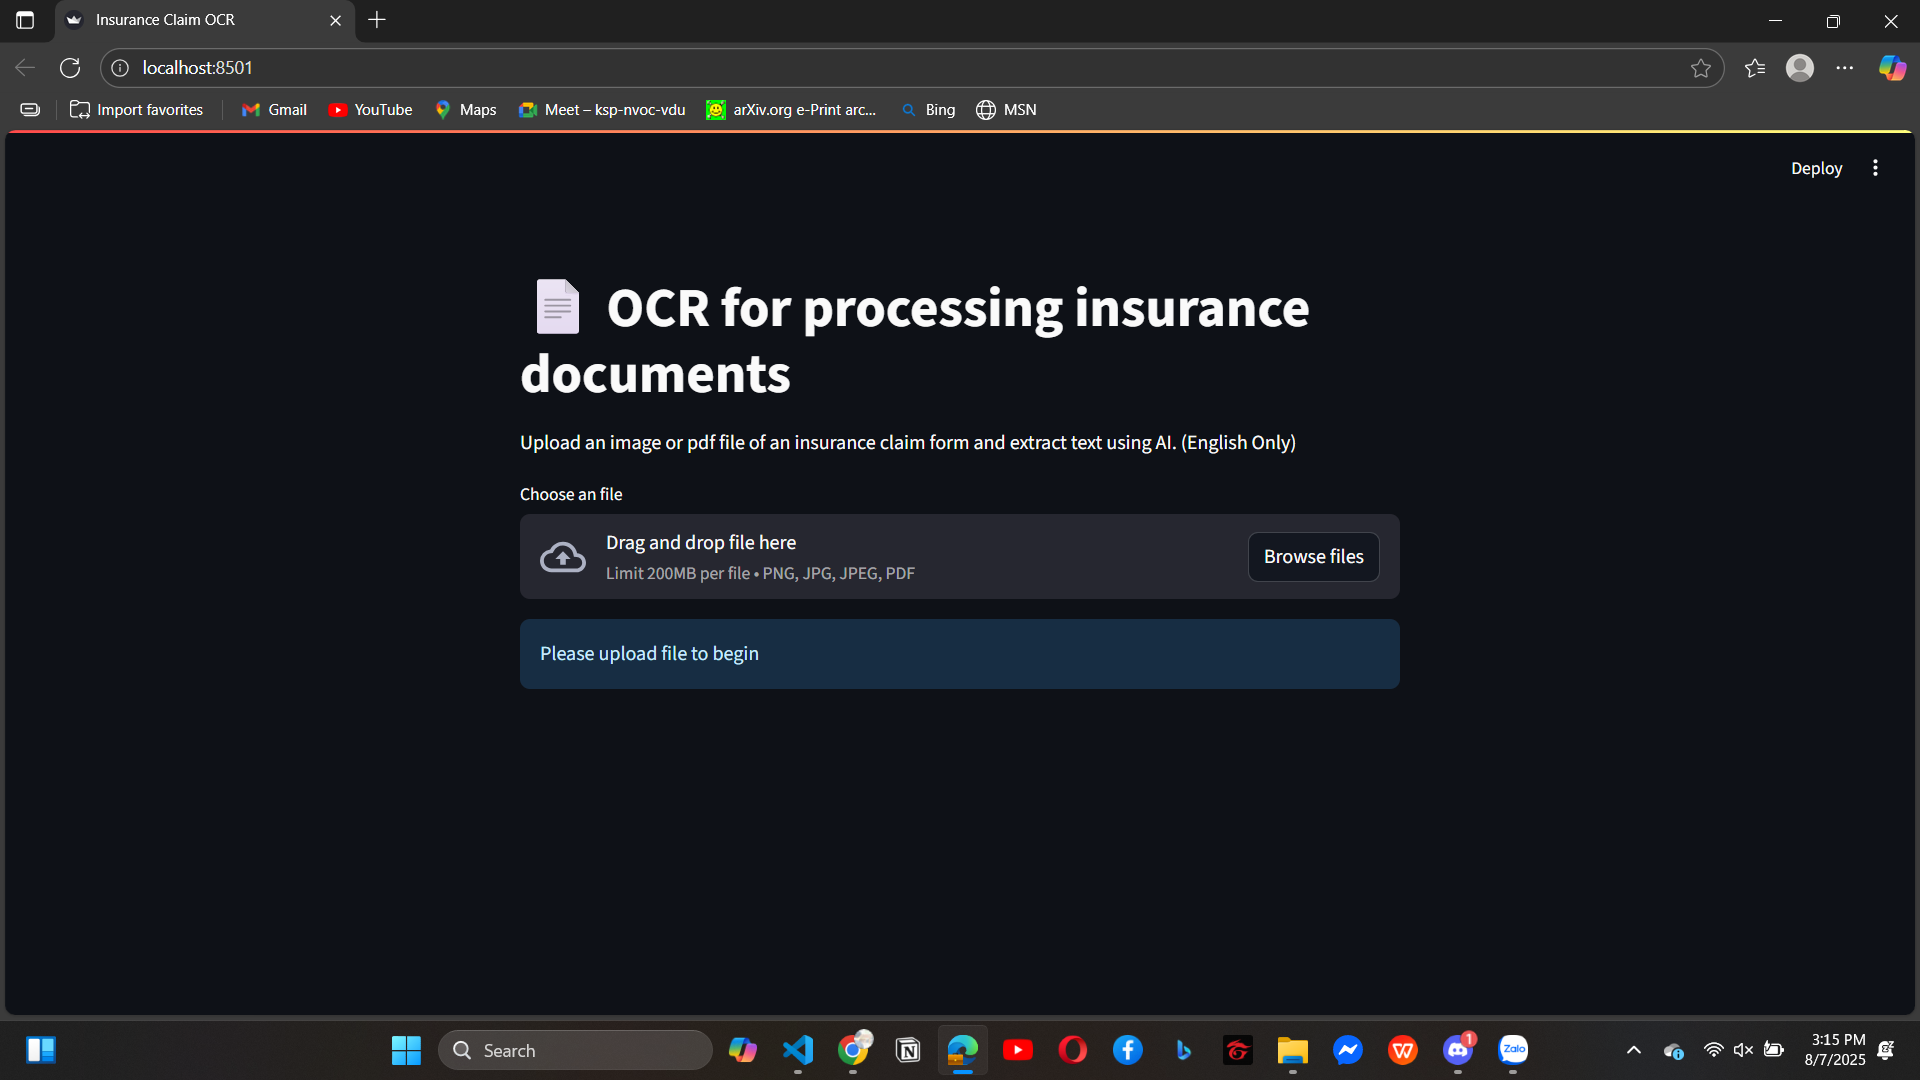 Insurance Claim OCR
localhost:8501
Import favorites
Gmail
YouTube
Maps
Meet – ksp-nvoc-vdu
arXiv.org e-Print arc...
Bing
MSN
Deploy
OCR for processing insurance
documents
Upload an image or pdf file of an insurance claim form and extract text using AI. (English Only)
Choose an file
Drag and drop file here
Limit 200MB per file • PNG, JPG, JPEG, PDF
Browse files
Please upload file to begin
Search
1
Zalo
3:15 PM
8/7/2025